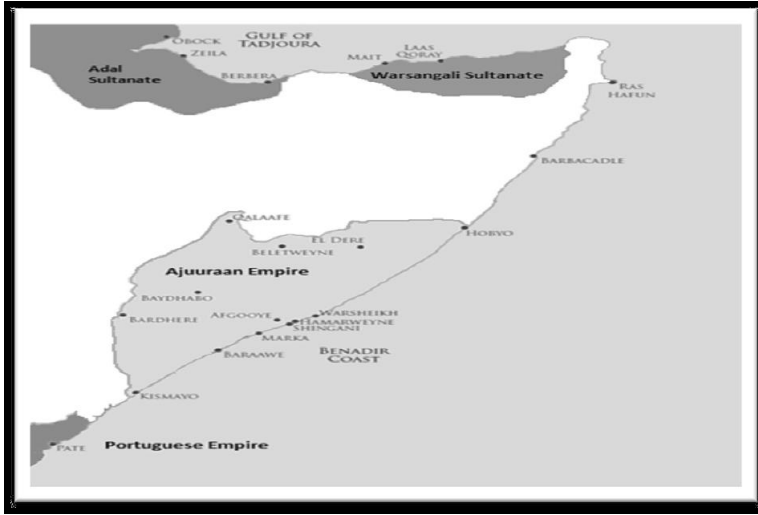 OBOCK
GULF OF
TADJOURA
ZEILA
Adal
Sultanate
BERBERA
MAIT
LAAS
QORAY
Warsangali Sultanate
RAS
HAFUN
BARBACADLE
QALAAFE
HOBYO
EL DERE
BELETWEYNE
Ajuuraan Empire
BAYDHABO
BARDHERE
AFGOOYE
WARSHEIKH
HAMARWEYNE
SHINGANI
MARKA
BARAAWE
BENADIR
COAST
KISMAYO
PATE
Portuguese Empire